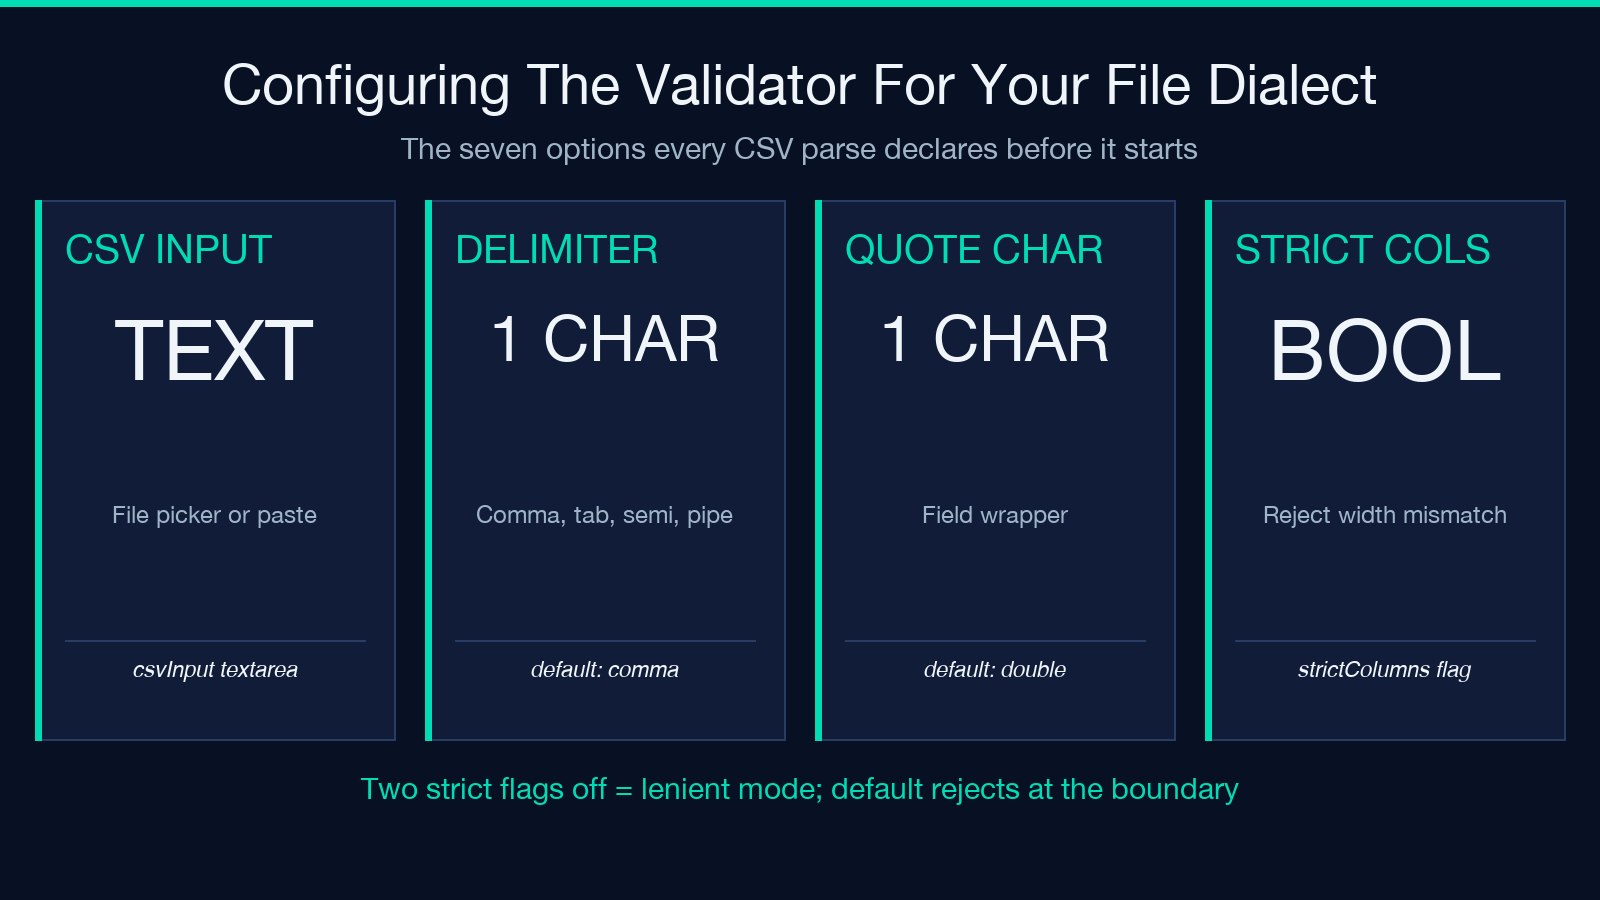 Configuring The Validator For Your File Dialect
The seven options every CSV parse declares before it starts
CSV INPUT
TEXT
File picker or paste
csvInput textarea
DELIMITER
1 CHAR
Comma, tab, semi, pipe
default: comma
QUOTE CHAR
1 CHAR
Field wrapper
default: double
STRICT COLS
BOOL
Reject width mismatch
strictColumns flag
Two strict flags off = lenient mode; default rejects at the boundary